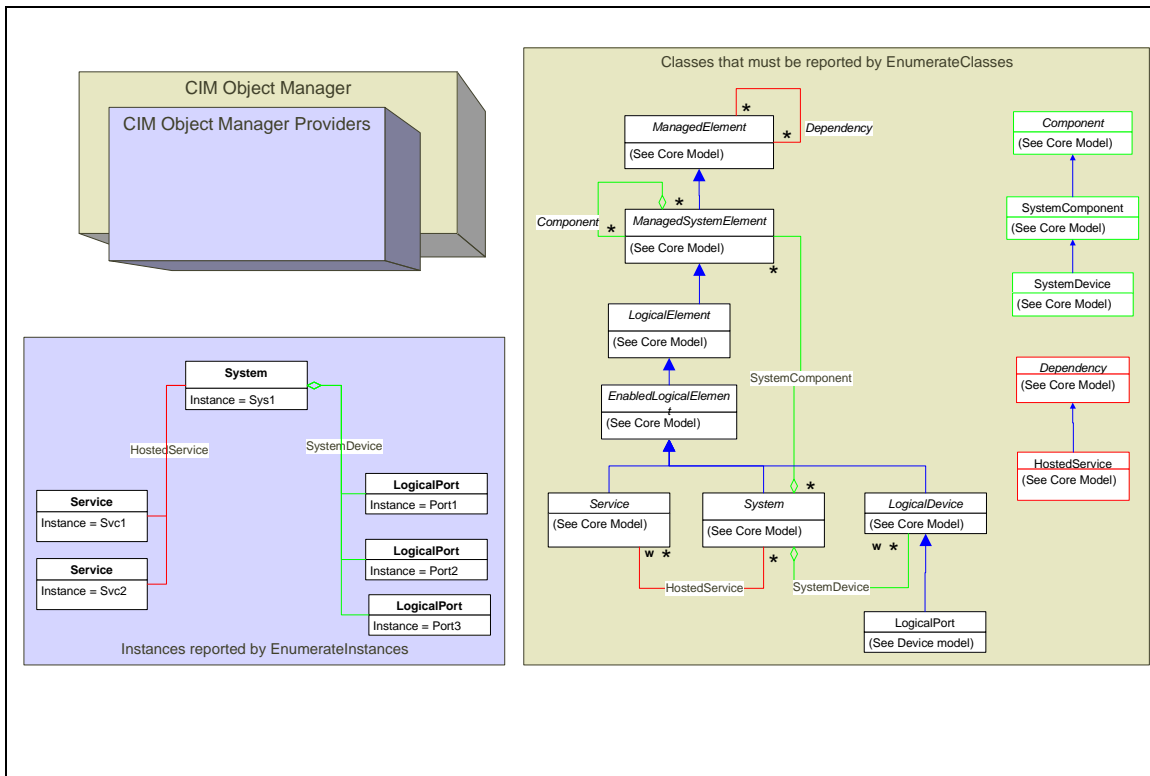 CIM Object Manager
CIM Object Manager Providers
System
Instance = Sys1
HostedService
SystemDevice
Service
Instance = Svc1
Service
Instance = Svc2
LogicalPort
Instance = Port1
LogicalPort
Instance = Port2
LogicalPort
Instance = Port3
Instances reported by EnumerateInstances
Classes that must be reported by EnumerateClasses
ManagedElement
(See Core Model)
*
*
Dependency
Component
*
*
ManagedSystemElement
(See Core Model)
*
LogicalElement
(See Core Model)
SystemComponent
EnabledLogicalElemen
t
(See Core Model)
*
Service
(See Core Model)
System
(See Core Model)
LogicalDevice
(See Core Model)
w *
*
w *
HostedService
SystemDevice
LogicalPort
(See Device model)
Component
(See Core Model)
SystemComponent
(See Core Model)
SystemDevice
(See Core Model)
Dependency
(See Core Model)
HostedService
(See Core Model)